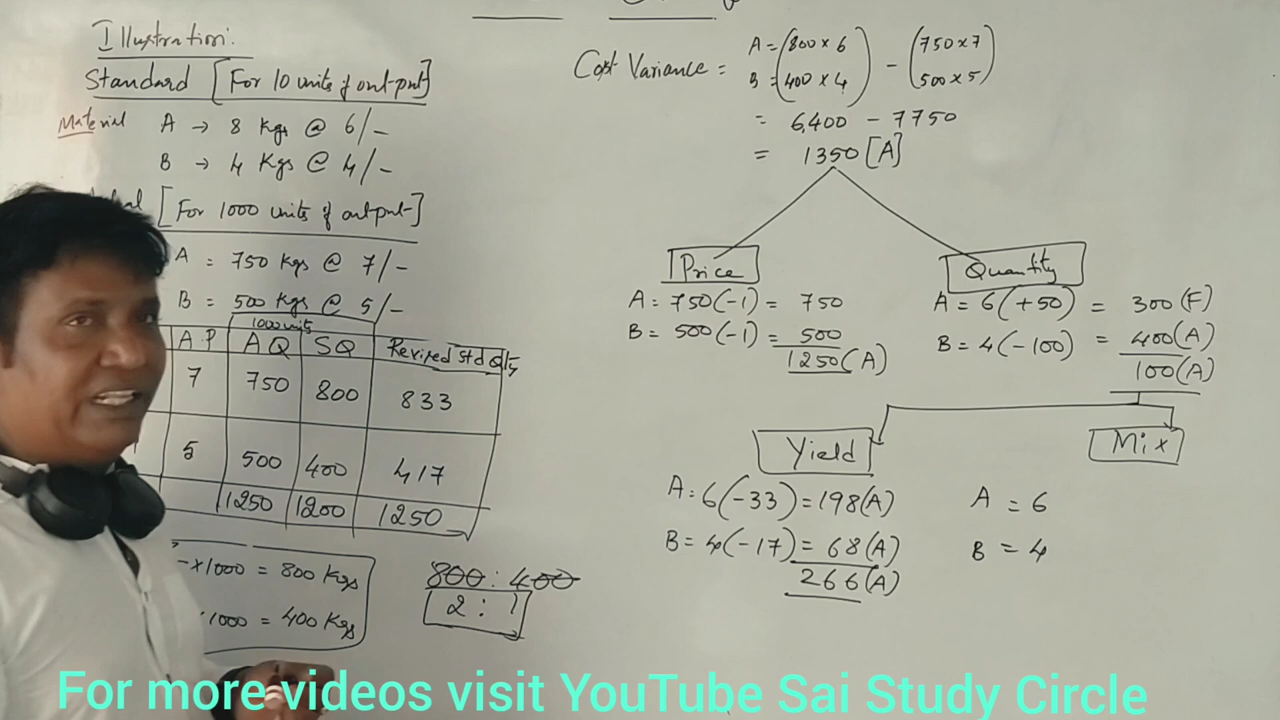 Illustration:
Standard [For 10 units of output]
Material A → 8 Kgs @ 6/-
B → 4 Kgs @ 4/-
[For 1000 units of output]
A = 750 Kgs @ 7/-
B = 500 Kgs @ 5/-
1000 units
AP AQ SQ Revised Std Qty
7 750 800 833
5 500 400 417
1250 1200 1250
×1000 = 800 Kgs
1000 = 400 Kgs
800 : 400
2 : 1
Cost Variance = A = (800 × 6) - (750 × 7)
B = (400 × 4) (500 × 5)
= 6,400 - 7750
= 1350 [A]
Price
A = 750(-1) = 750
B = 500(-1) = 500
1250(A)
Quantity
A = 6(+50) = 300(F)
B = 4(-100) = 400(A)
100(A)
Yield
A = 6(-33) = 198(A)
B = 4(-17) = 68(A)
266(A)
Mix
A = 6
B = 4
For more videos visit YouTube Sai Study Circle